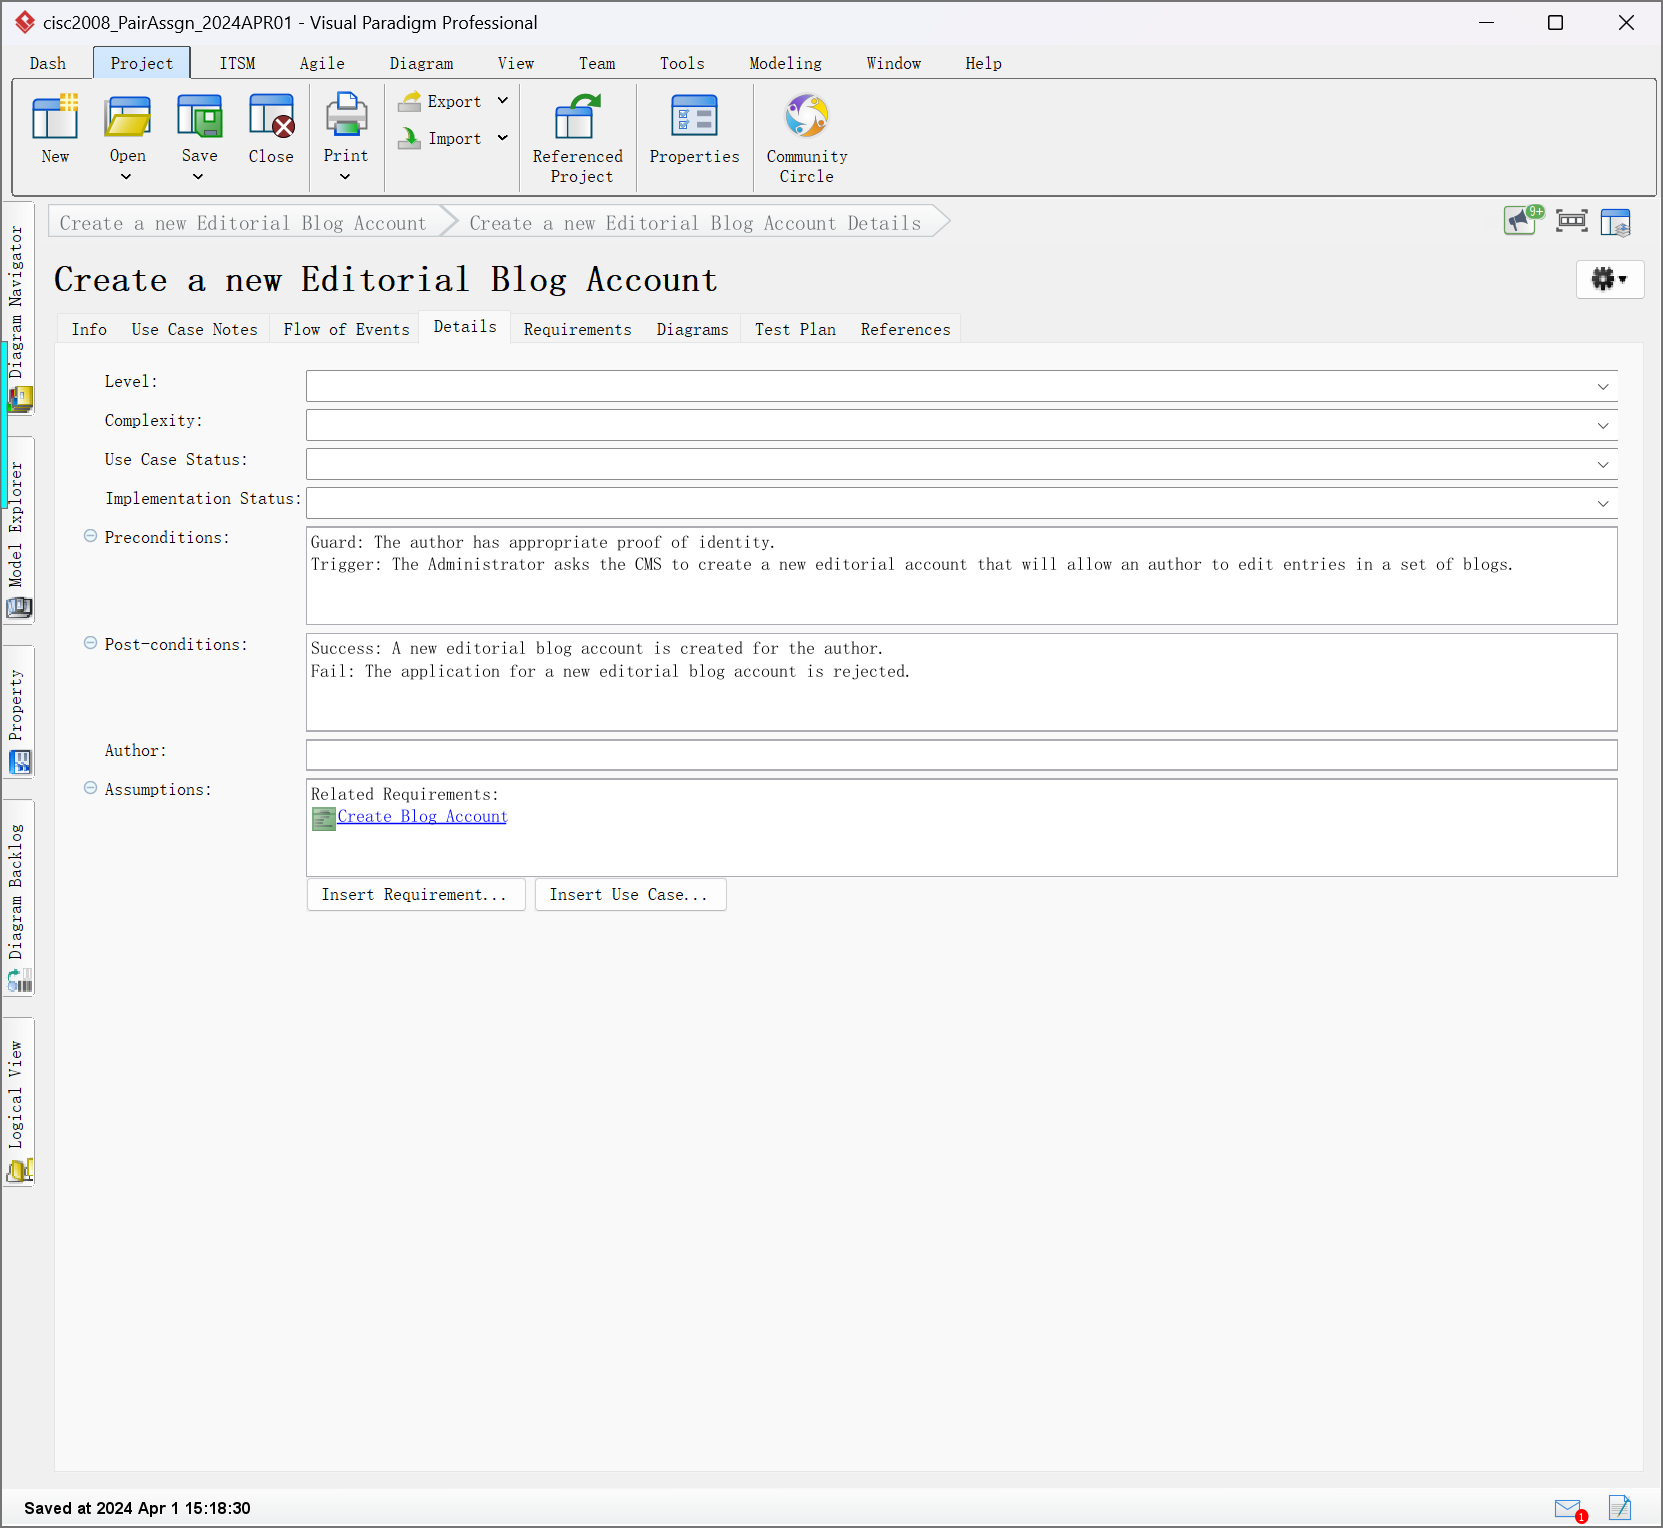 cisc2008_PairAssgn_2024APR01 - Visual Paradigm Professional
Dash Project ITSM Agile Diagram View Team Tools Modeling Window Help
New Open Save Close Print Export Import Referenced Project Properties Community Circle
Create a new Editorial Blog Account Create a new Editorial Blog Account Details
9+
Create a new Editorial Blog Account
Info Use Case Notes Flow of Events Details Requirements Diagrams Test Plan References
Level:
Complexity:
Use Case Status:
Implementation Status:
Preconditions:
Guard: The author has appropriate proof of identity.
Trigger: The Administrator asks the CMS to create a new editorial account that will allow an author to edit entries in a set of blogs.
Post-conditions:
Success: A new editorial blog account is created for the author.
Fail: The application for a new editorial blog account is rejected.
Author:
Assumptions:
Related Requirements:
Create Blog Account
Insert Requirement... Insert Use Case...
Diagram Navigator
Model Explorer
Property
Diagram Backlog
Logical View
Saved at 2024 Apr 1 15:18:30
1